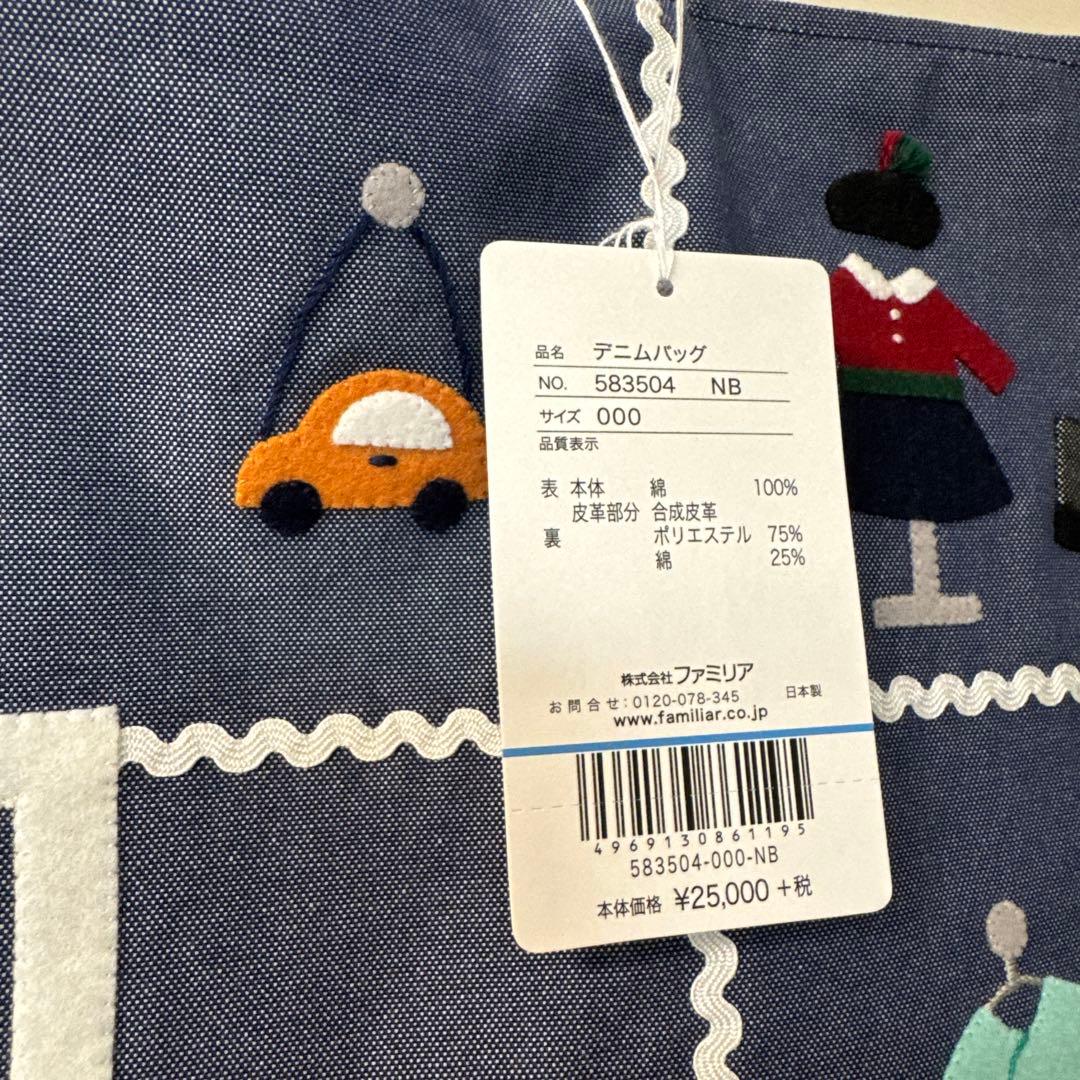 品名 デニムバッグ
NO. 583504 NB
サイズ 000
品質表示
表 本体 綿 100%
皮革部分 合成皮革
裏 ポリエステル 75%
綿 25%
株式会社ファミリア
お問合せ:0120-078-345 日本製
www.familiar.co.jp
4969130861195
583504-000-NB
本体価格 ¥25,000+税